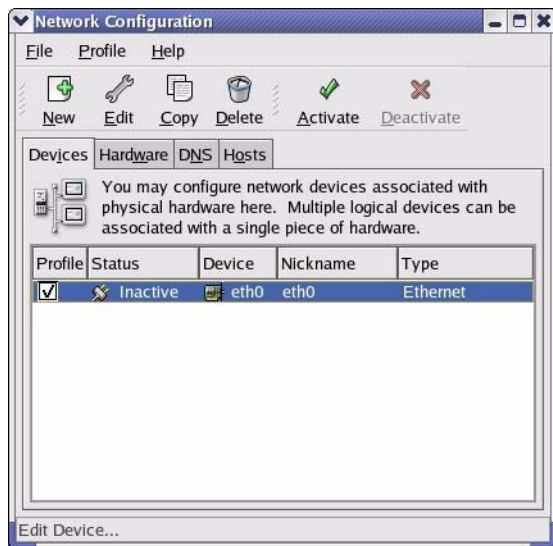 Network Configuration
File Profile Help
New Edit Copy Delete Activate Deactivate
Devices Hardware DNS Hosts
You may configure network devices associated with
physical hardware here. Multiple logical devices can be
associated with a single piece of hardware.
Profile Status Device Nickname Type
Inactive eth0 eth0 Ethernet
Edit Device...